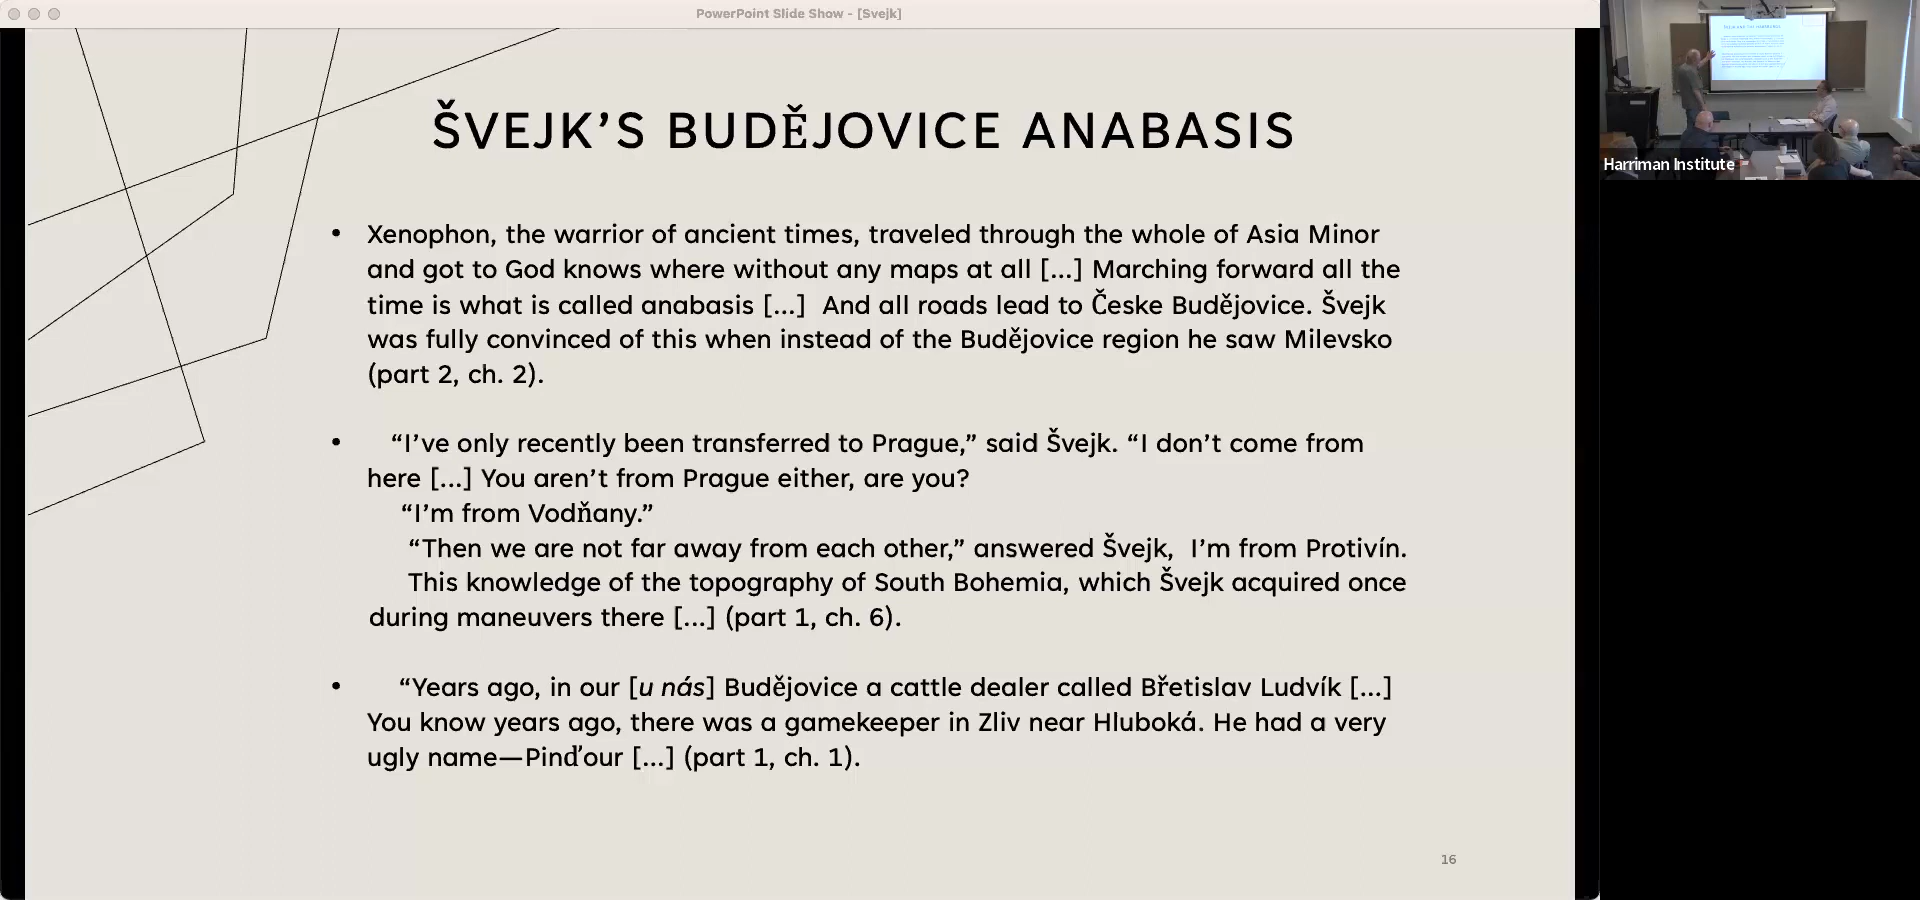 PowerPoint Slide Show - [Svejk]
ŠVEJK’S BUDĚJOVICE ANABASIS
• Xenophon, the warrior of ancient times, traveled through the whole of Asia Minor
and got to God knows where without any maps at all [...] Marching forward all the
time is what is called anabasis [...] And all roads lead to Česke Budějovice. Švejk
was fully convinced of this when instead of the Budějovice region he saw Milevsko
(part 2, ch. 2).
• “I’ve only recently been transferred to Prague,” said Švejk. “I don’t come from
here [...] You aren’t from Prague either, are you?
“I’m from Vodňany.”
“Then we are not far away from each other,” answered Švejk, I’m from Protivín.
This knowledge of the topography of South Bohemia, which Švejk acquired once
during maneuvers there [...] (part 1, ch. 6).
• “Years ago, in our [u nás] Budějovice a cattle dealer called Břetislav Ludvík [...]
You know years ago, there was a gamekeeper in Zliv near Hluboká. He had a very
ugly name—Pinďour [...] (part 1, ch. 1).
16
Harriman Institute